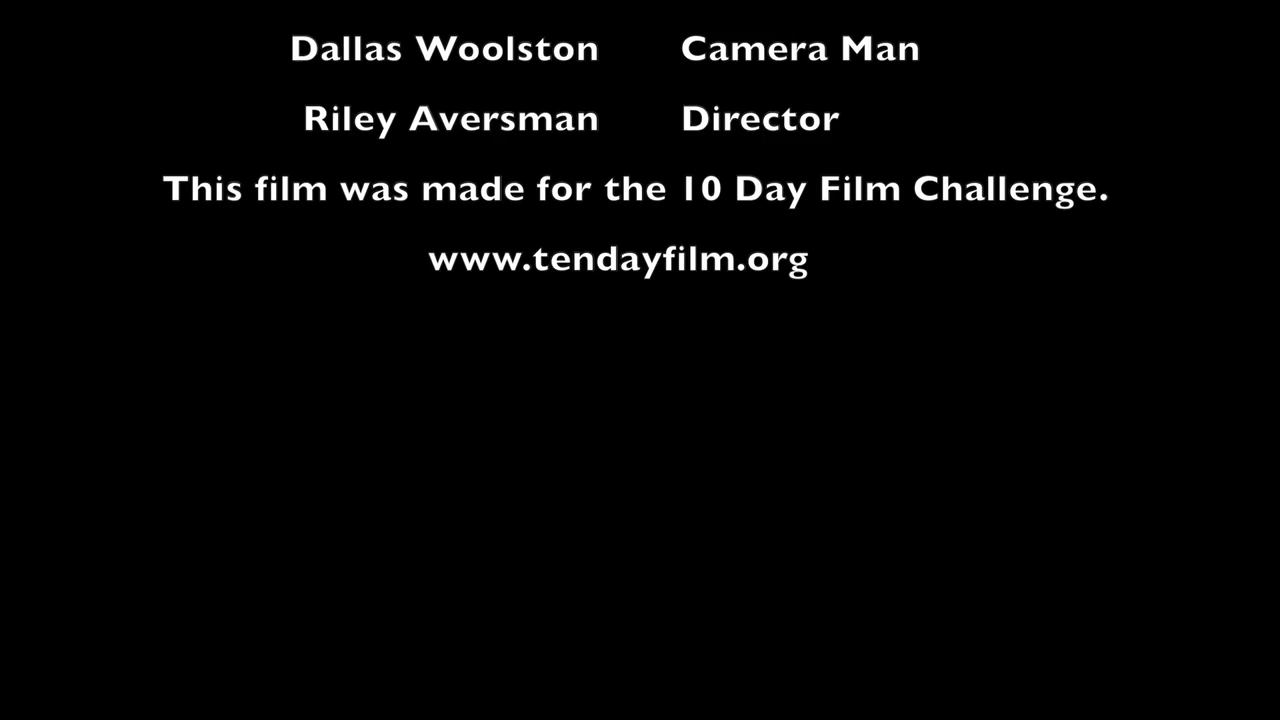 Dallas Woolston Camera Man
Riley Aversman Director
This film was made for the 10 Day Film Challenge.
www.tendayfilm.org